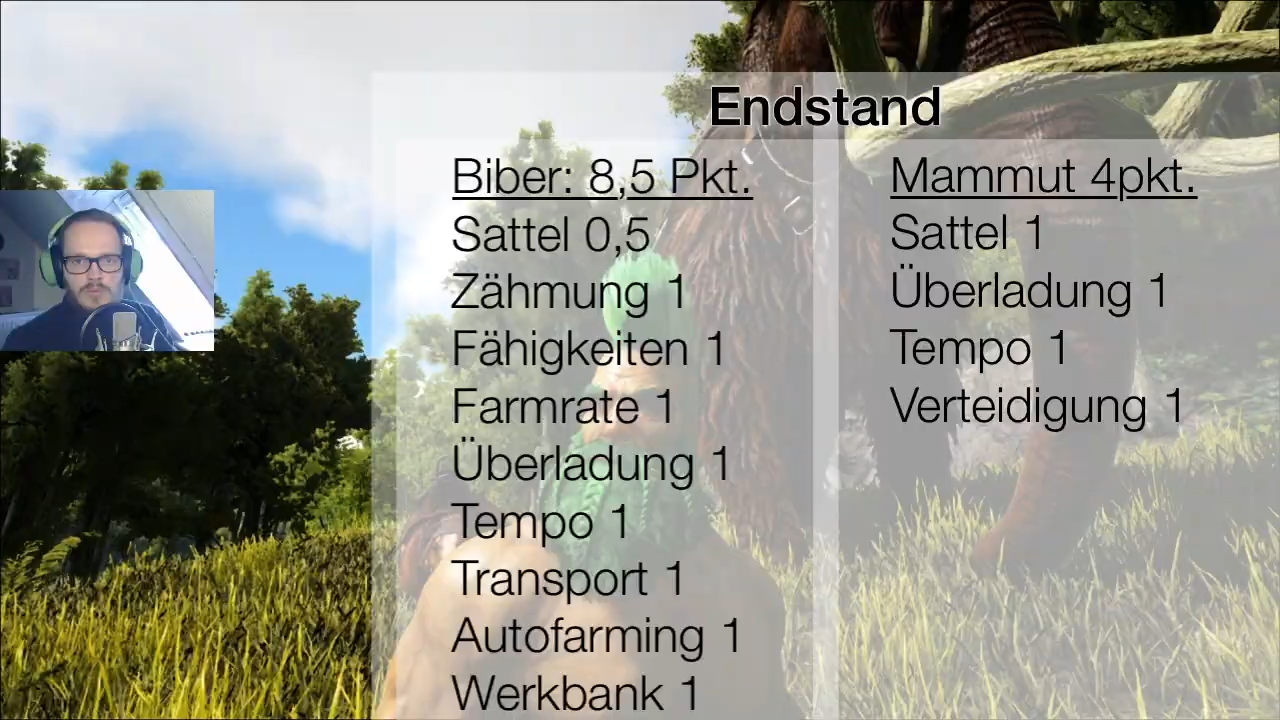 Endstand
Biber: 8,5 Pkt.
Sattel 0,5
Zähmung 1
Fähigkeiten 1
Farmrate 1
Überladung 1
Tempo 1
Transport 1
Autofarming 1
Werkbank 1
Mammut 4pkt.
Sattel 1
Überladung 1
Tempo 1
Verteidigung 1